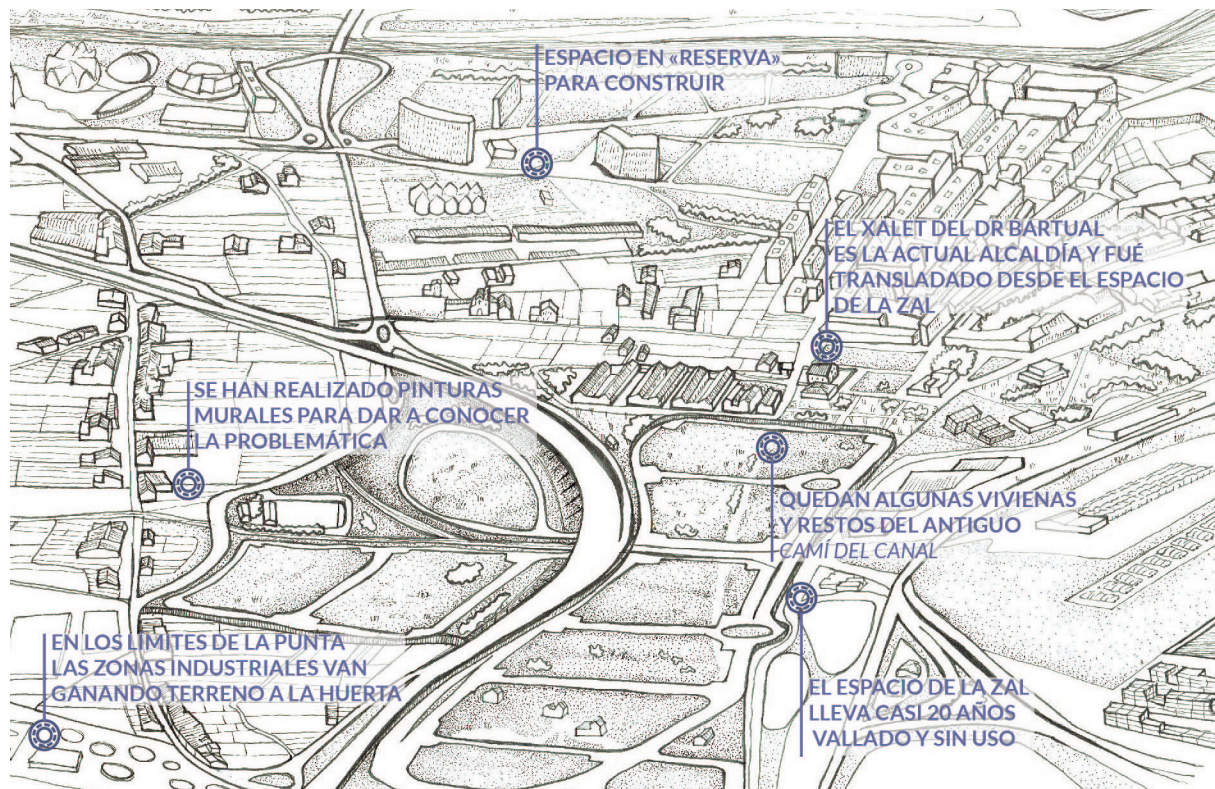 ESPACIO EN «RESERVA»
PARA CONSTRUIR
EL XALET DEL DR BARTUAL
ES LA ACTUAL ALCALDÍA Y FUÉ
TRANSLADADO DESDE EL ESPACIO
DE LA ZAL
SE HAN REALIZADO PINTURAS
MURALES PARA DAR A CONOCER
LA PROBLEMÁTICA
QUEDAN ALGUNAS VIVIENAS
Y RESTOS DEL ANTIGUO
CAMÍ DEL CANAL
EN LOS LÍMITES DE LA PUNTA
LAS ZONAS INDUSTRIALES VAN
GANANDO TERRENO A LA HUERTA
EL ESPACIO DE LA ZAL
LLEVA CASI 20 AÑOS
VALLADO Y SIN USO